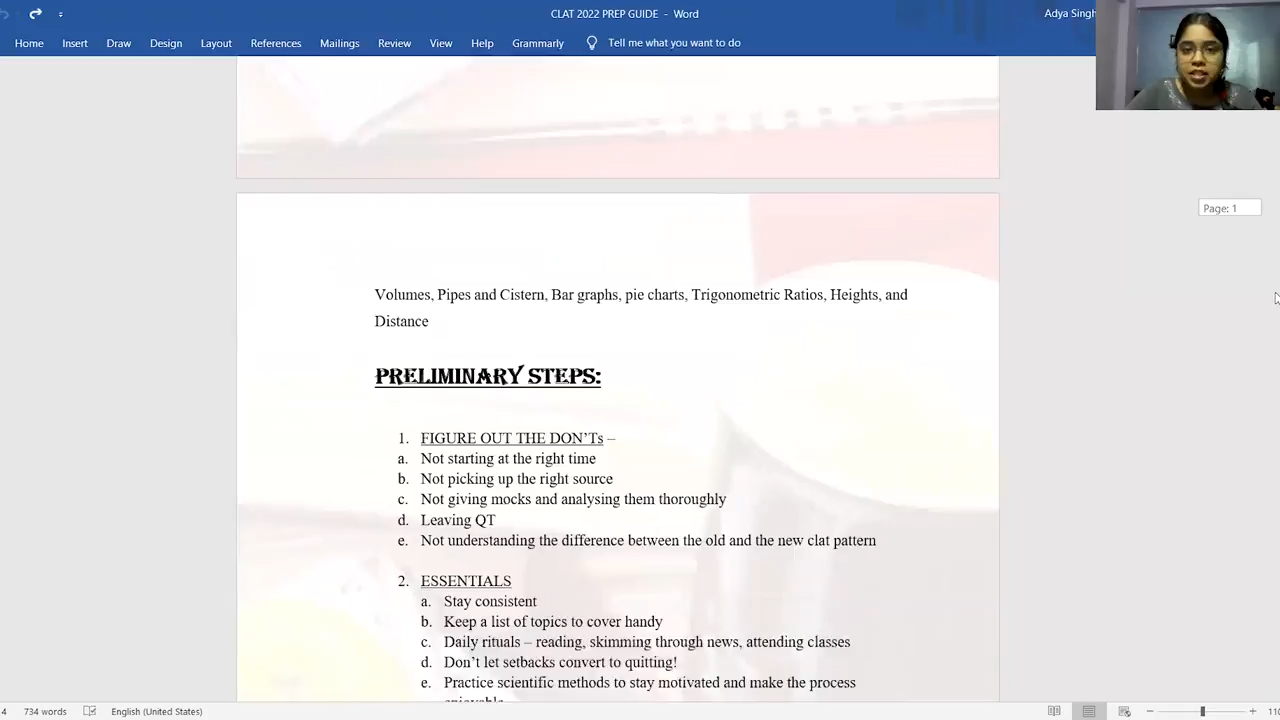 CLAT 2022 PREP GUIDE - Word
Adya Singh
Home Insert Draw Design Layout References Mailings Review View Help Grammarly Tell me what you want to do
Page: 1
Volumes, Pipes and Cistern, Bar graphs, pie charts, Trigonometric Ratios, Heights, and
Distance
PRELIMINARY STEPS:
1. FIGURE OUT THE DON'Ts –
a. Not starting at the right time
b. Not picking up the right source
c. Not giving mocks and analysing them thoroughly
d. Leaving QT
e. Not understanding the difference between the old and the new clat pattern
2. ESSENTIALS
a. Stay consistent
b. Keep a list of topics to cover handy
c. Daily rituals – reading, skimming through news, attending classes
d. Don't let setbacks convert to quitting!
e. Practice scientific methods to stay motivated and make the process
enjoyable
4 734 words English (United States) 110